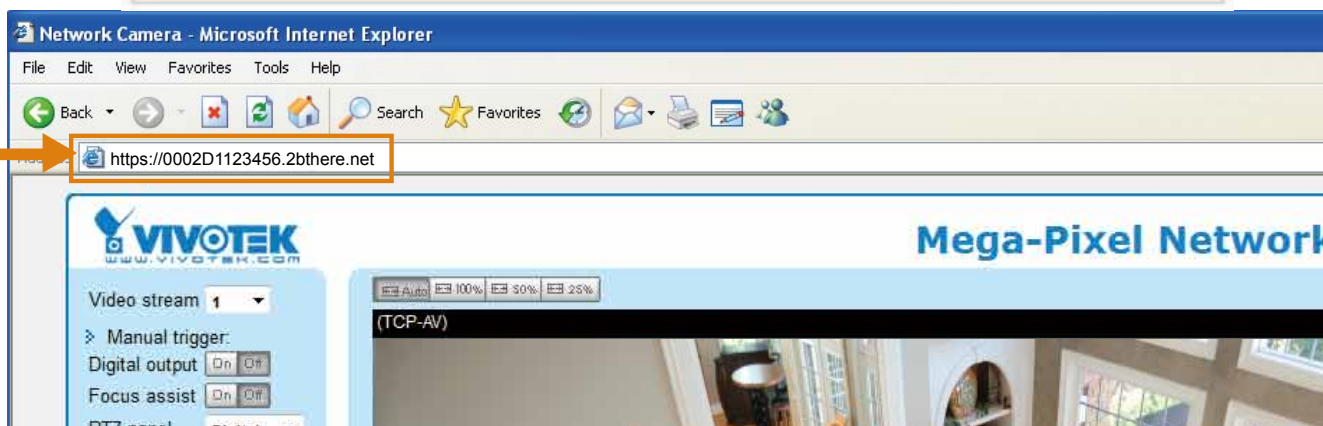 Network Camera - Microsoft Internet Explorer
File Edit View Favorites Tools Help
Back Search Favorites
https://0002D1123456.2bthere.net
VIVOTEK
www.vivotek.com
Mega-Pixel Network
Video stream 1
Auto 100% 50% 25%
(TCP-AV)
Manual trigger:
Digital output On Off
Focus assist On Off